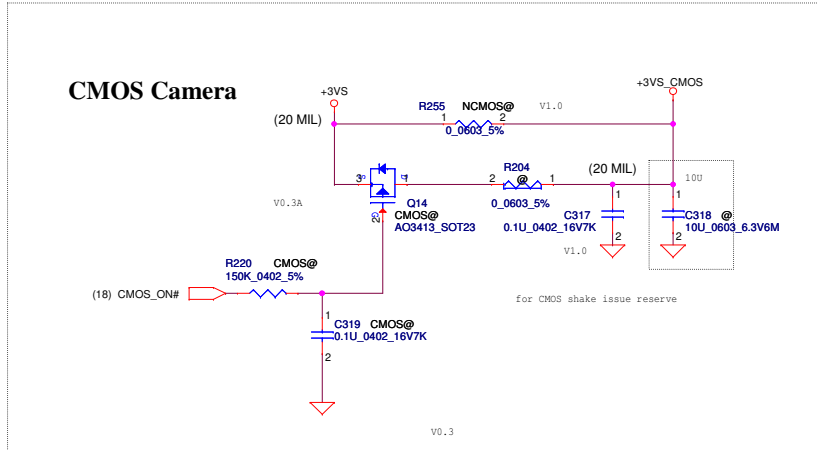 CMOS Camera
+3VS
+3VS_CMOS
R255
NCMOS@
V1.0
(20 MIL)
1
2
0_0603_5%
R204
@
(20 MIL)
10U
3
S
D
1
2
1
Q14
0_0603_5%
1
1
C317
C318
@
V0.3A
G
2
CMOS@
AO3413_SOT23
0.1U_0402_16V7K
10U_0603_6.3V6M
2
2
V1.0
R220
CMOS@
150K_0402_5%
(18) CMOS_ON#
for CMOS shake issue reserve
1
C319
CMOS@
0.1U_0402_16V7K
2
V0.3